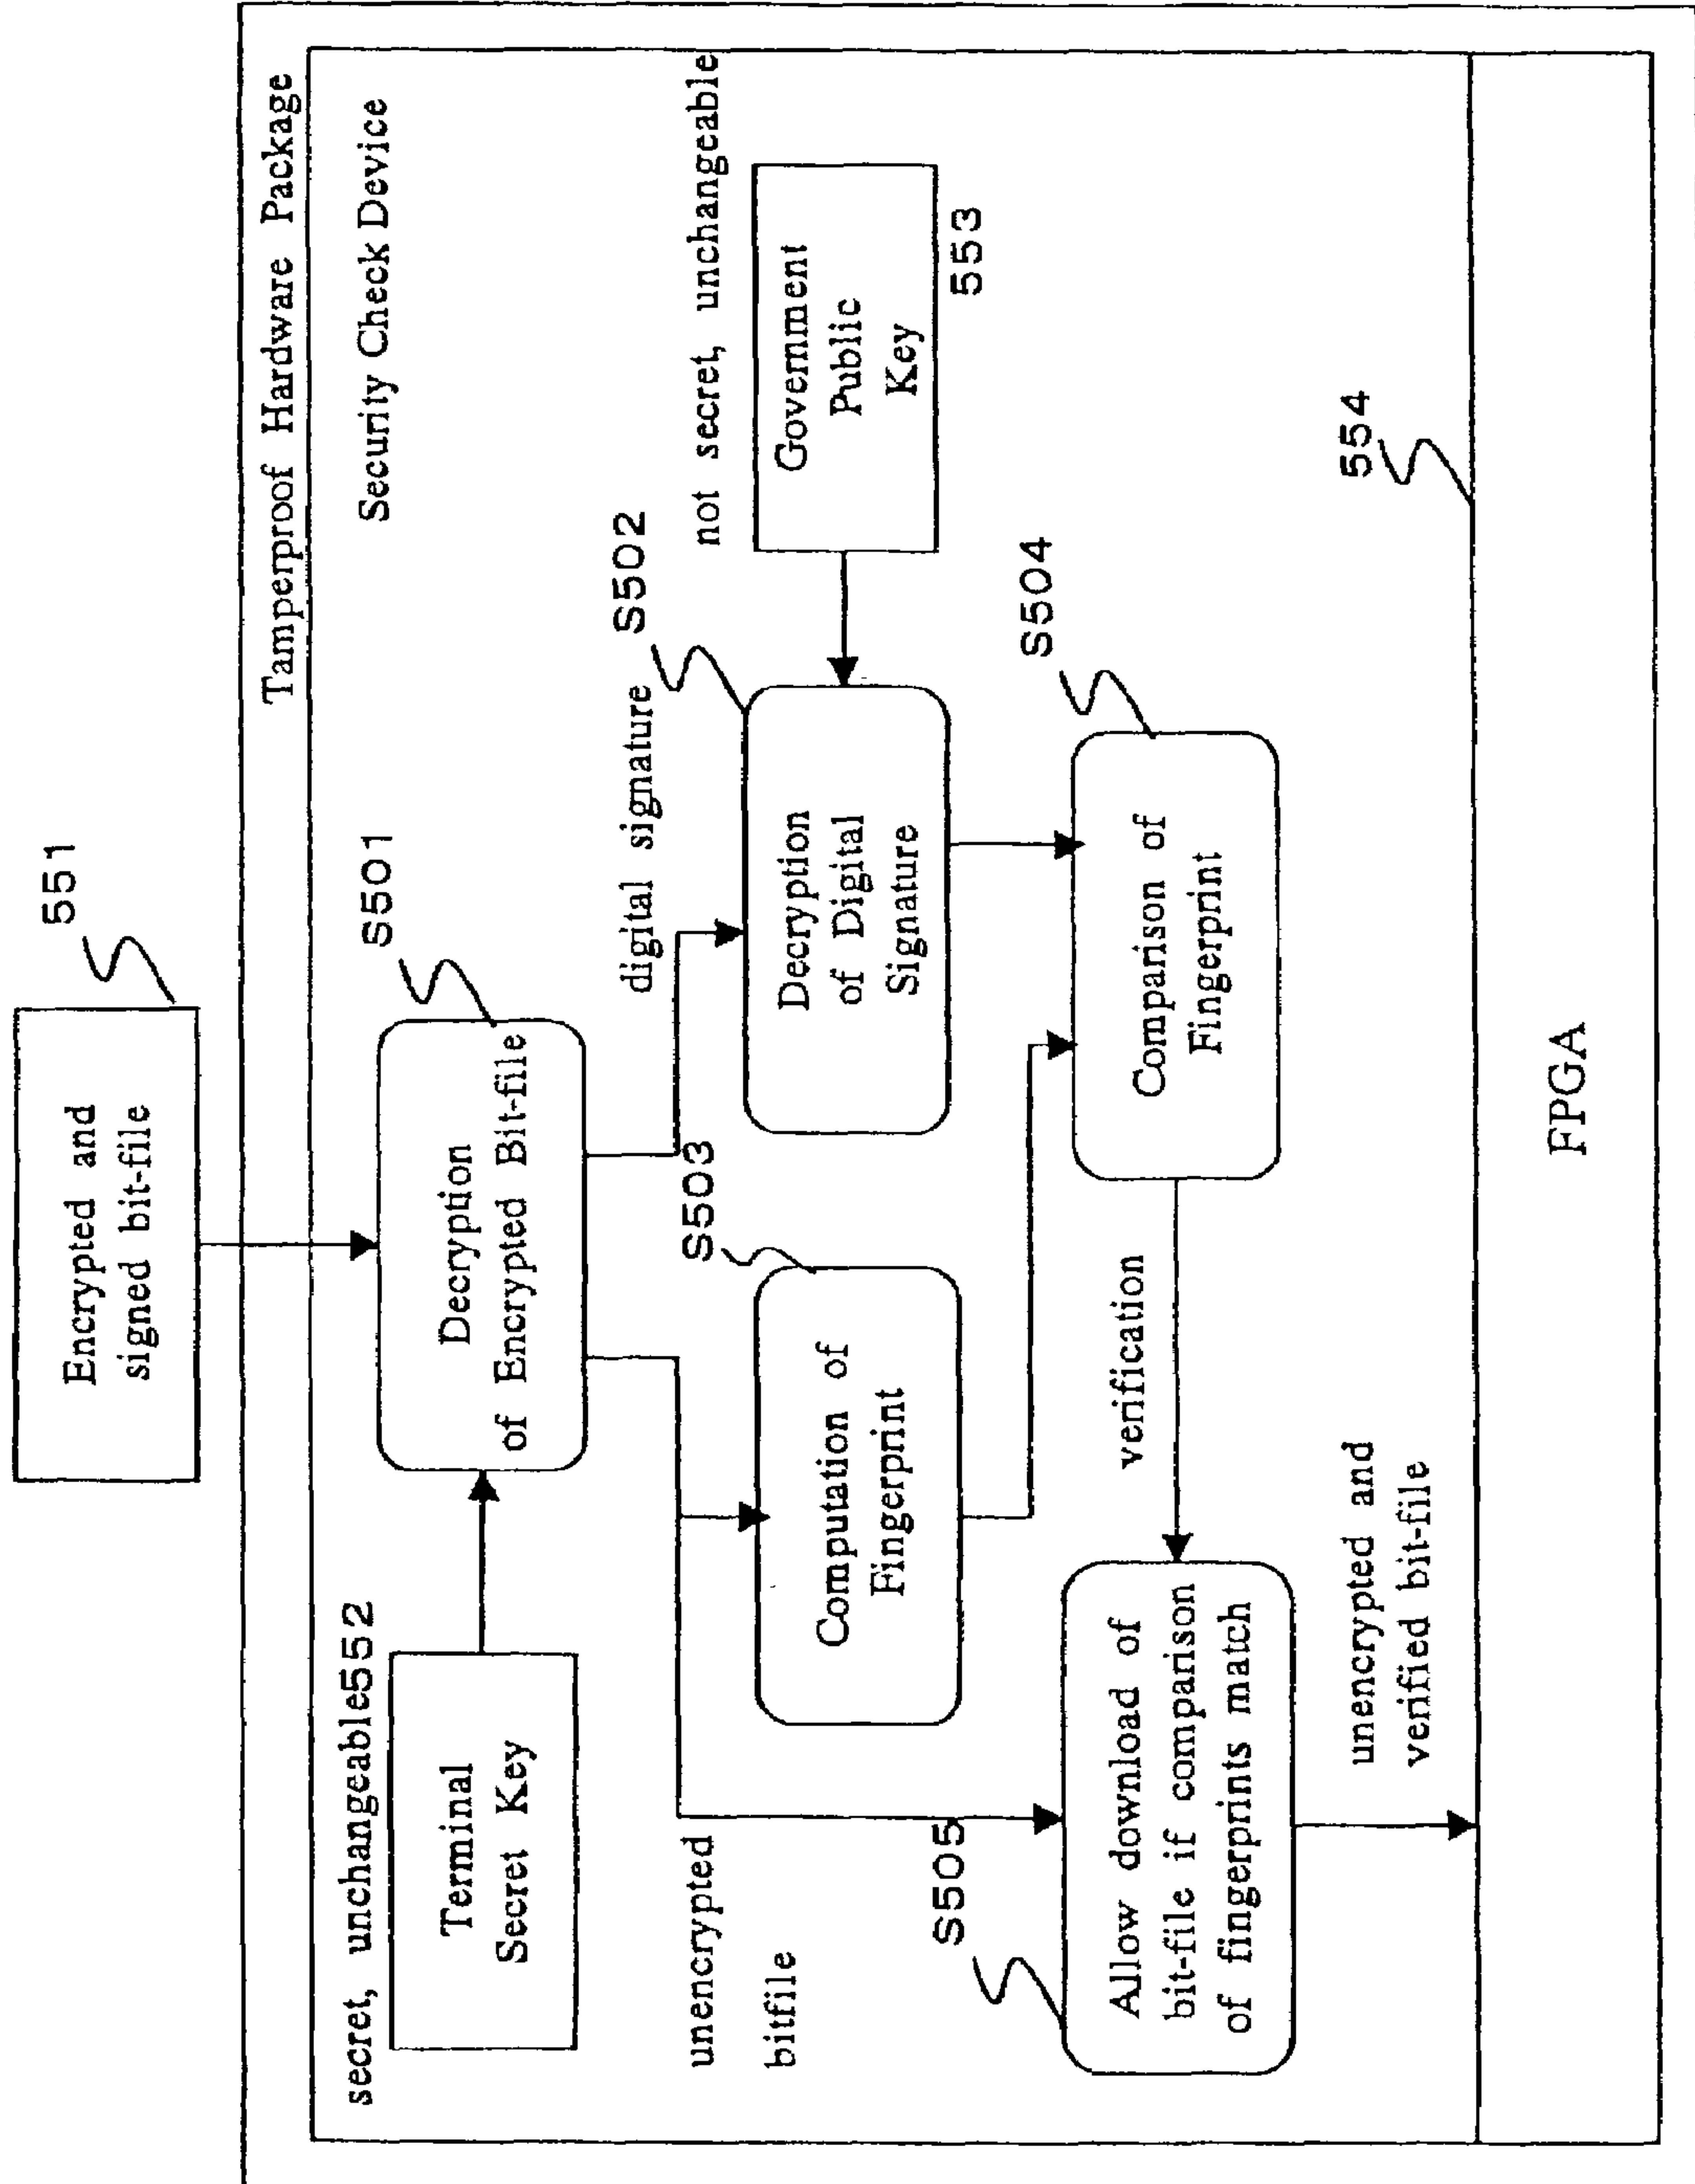 551
Encrypted and
signed bit-file
Tamperproof Hardware Package
Security Check Device
secret, unchangeable552
Terminal
Secret Key
S501
Decryption
of Encrypted Bit-file
digital signature
S502
not secret, unchangeable
unencrypted
bitfile
S503
Computation of
Fingerprint
Decryption
of Digital
Signature
Government
Public
Key
553
S505
Allow download of
bit-file if comparison
of fingerprints match
verification
S504
Comparison of
Fingerprint
unencrypted and
verified bit-file
554
FPGA